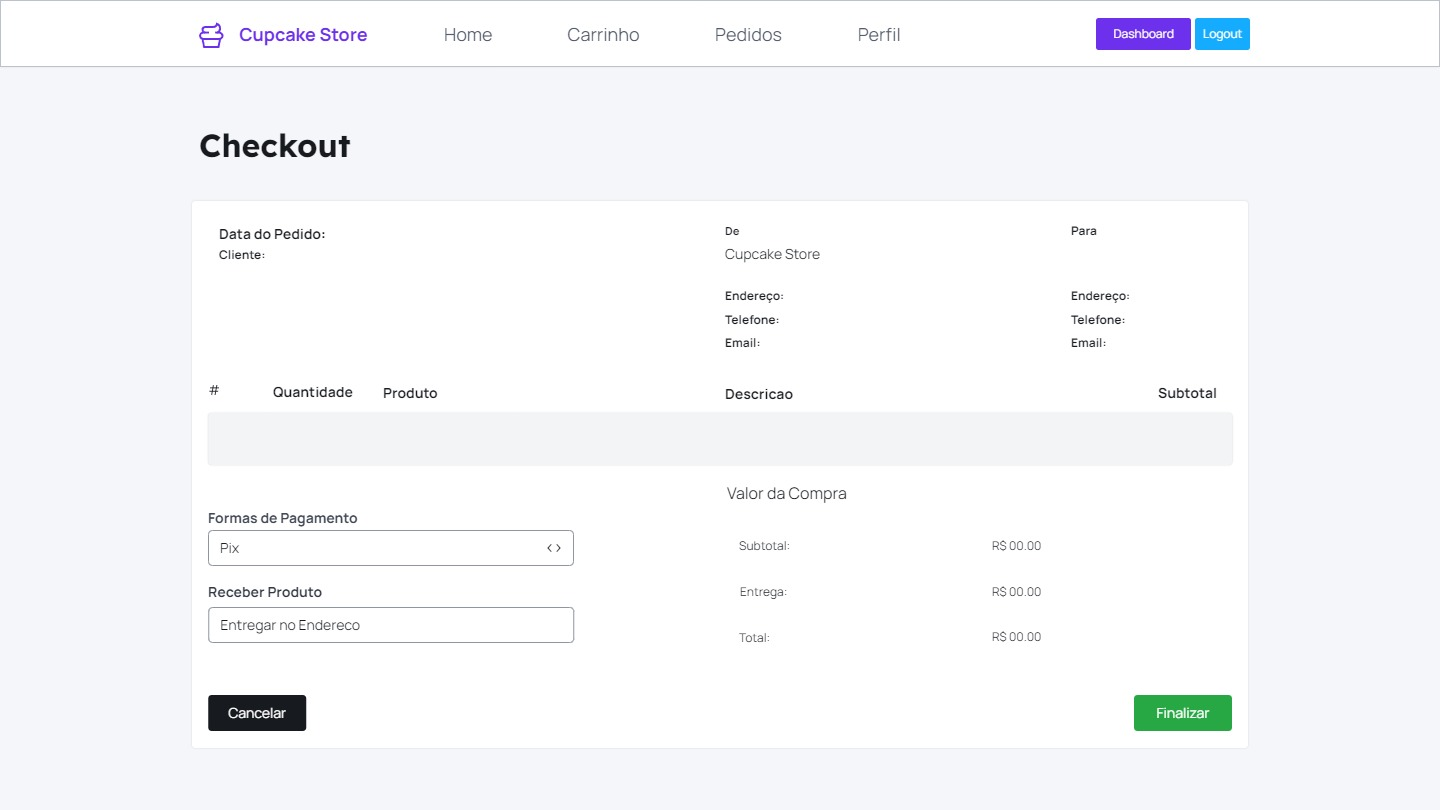 Cupcake Store
Home
Carrinho
Pedidos
Perfil
Dashboard
Logout
Checkout
Data do Pedido:
Cliente:
De
Cupcake Store
Endereço:
Telefone:
Email:
Para
Endereço:
Telefone:
Email:
# Quantidade Produto Descricao Subtotal
Formas de Pagamento
Pix
Receber Produto
Entregar no Endereco
Valor da Compra
Subtotal: R$ 00.00
Entrega: R$ 00.00
Total: R$ 00.00
Cancelar
Finalizar